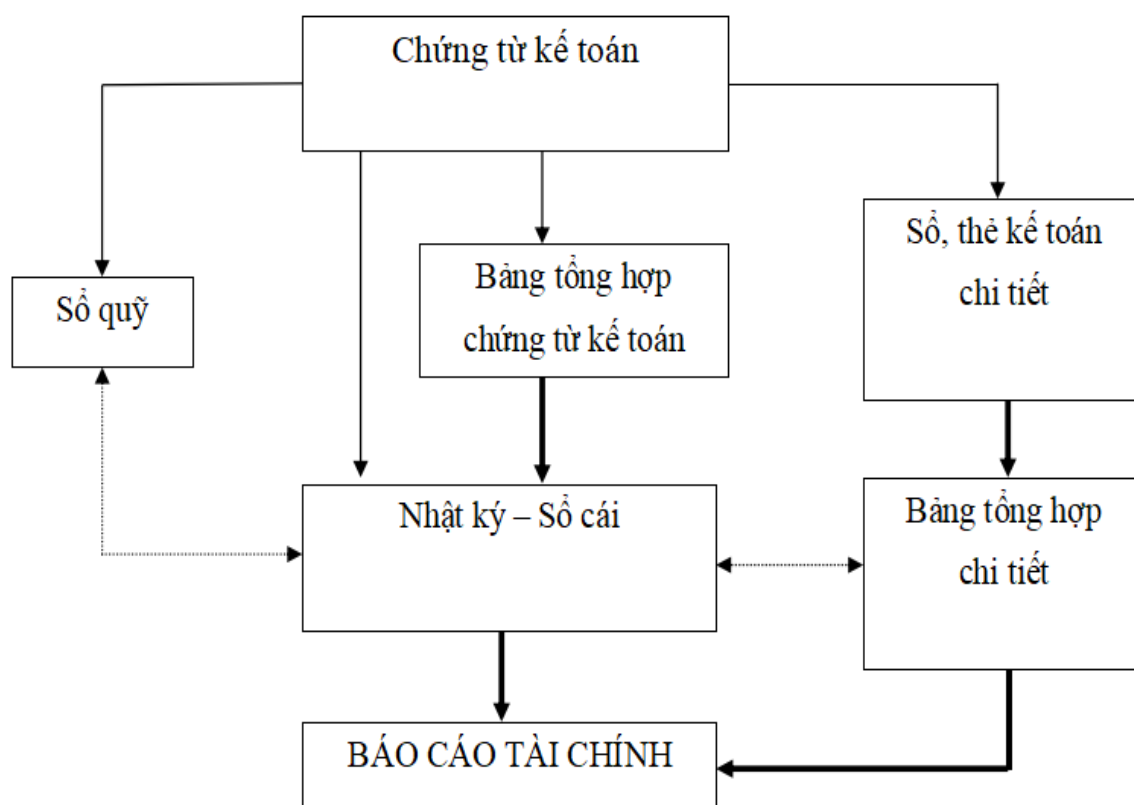 Chứng từ kế toán
Sổ, thẻ kế toán
chi tiết
Bảng tổng hợp
chứng từ kế toán
Sổ quỹ
Nhật ký – Sổ cái
Bảng tổng hợp
chi tiết
BÁO CÁO TÀI CHÍNH